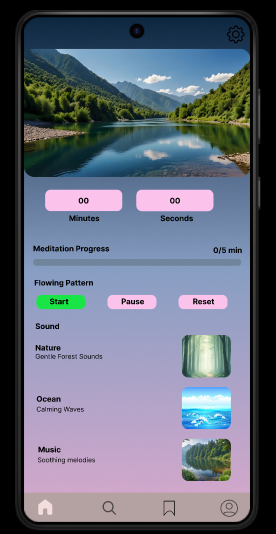 00 00
Minutes Seconds
Meditation Progress 0/5 min
Flowing Pattern
Start Pause Reset
Sound
Nature
Gentle Forest Sounds
Ocean
Calming Waves
Music
Soothing melodies